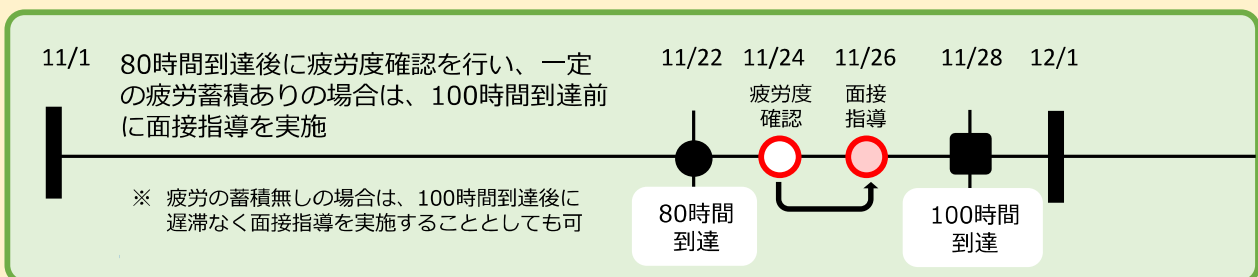 11/1
80時間到達後に疲労度確認を行い、一定
の疲労蓄積ありの場合は、100時間到達前
に面接指導を実施
11/22
11/24
11/26
11/28
12/1
疲労度
確認
面接
指導
※ 疲労の蓄積無しの場合は、100時間到達後に
遅滞なく面接指導を実施することとしても可
80時間
到達
100時間
到達